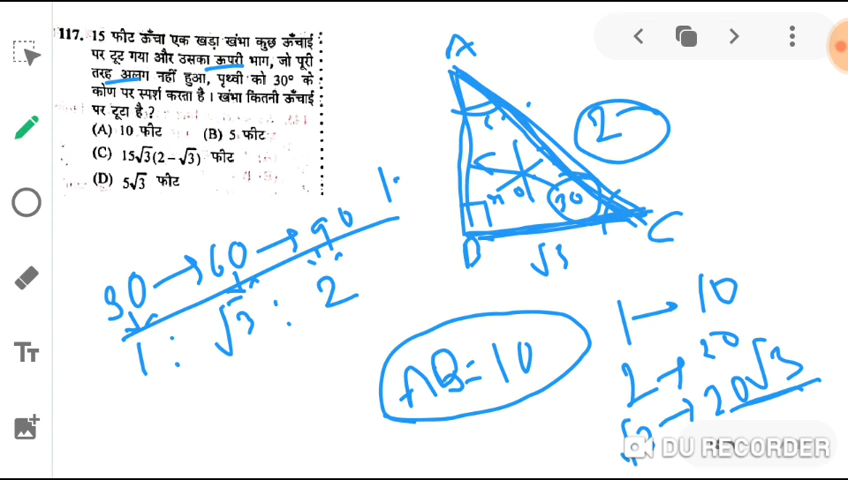 117. 15 फीट ऊँचा एक खड़ा खंभा कुछ ऊँचाई
पर टूट गया और उसका ऊपरी भाग, जो पूरी
तरह अलग नहीं हुआ, पृथ्वी को 30° के
कोण पर स्पर्श करता है । खंभा कितनी ऊँचाई
पर टूटा है ?
(A) 10 फीट (B) 5 फीट
(C) 15√3(2 – √3) फीट
(D) 5√3 फीट
A
2
30
B
C
√3
30 → 60 → 90
1 : √3 : 2
AB = 10
1 → 10
2 → 20
√3 → 20√3
DU RECORDER